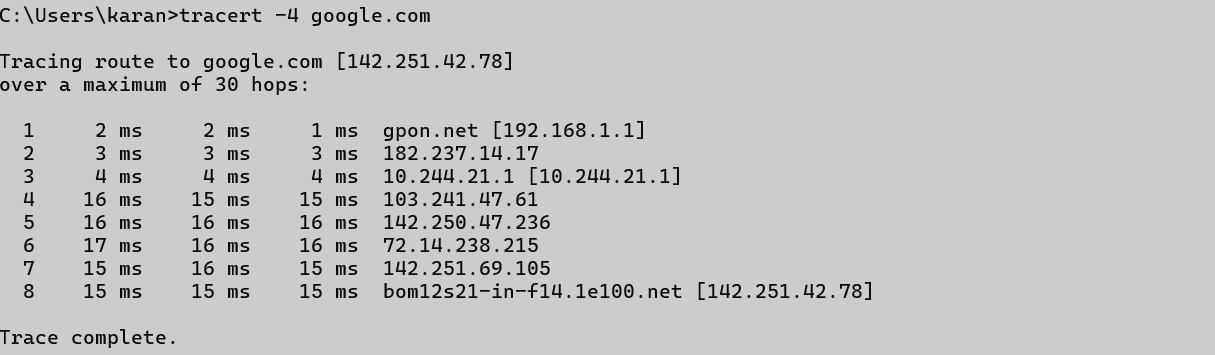 C:\Users\karan>tracert -4 google.com
Tracing route to google.com [142.251.42.78]
over a maximum of 30 hops:
1 2 ms 2 ms 1 ms gpon.net [192.168.1.1]
2 3 ms 3 ms 3 ms 182.237.14.17
3 4 ms 4 ms 4 ms 10.244.21.1 [10.244.21.1]
4 16 ms 15 ms 15 ms 103.241.47.61
5 16 ms 16 ms 16 ms 142.250.47.236
6 17 ms 16 ms 16 ms 72.14.238.215
7 15 ms 16 ms 15 ms 142.251.69.105
8 15 ms 15 ms 15 ms bom12s21-in-f14.1e100.net [142.251.42.78]
Trace complete.